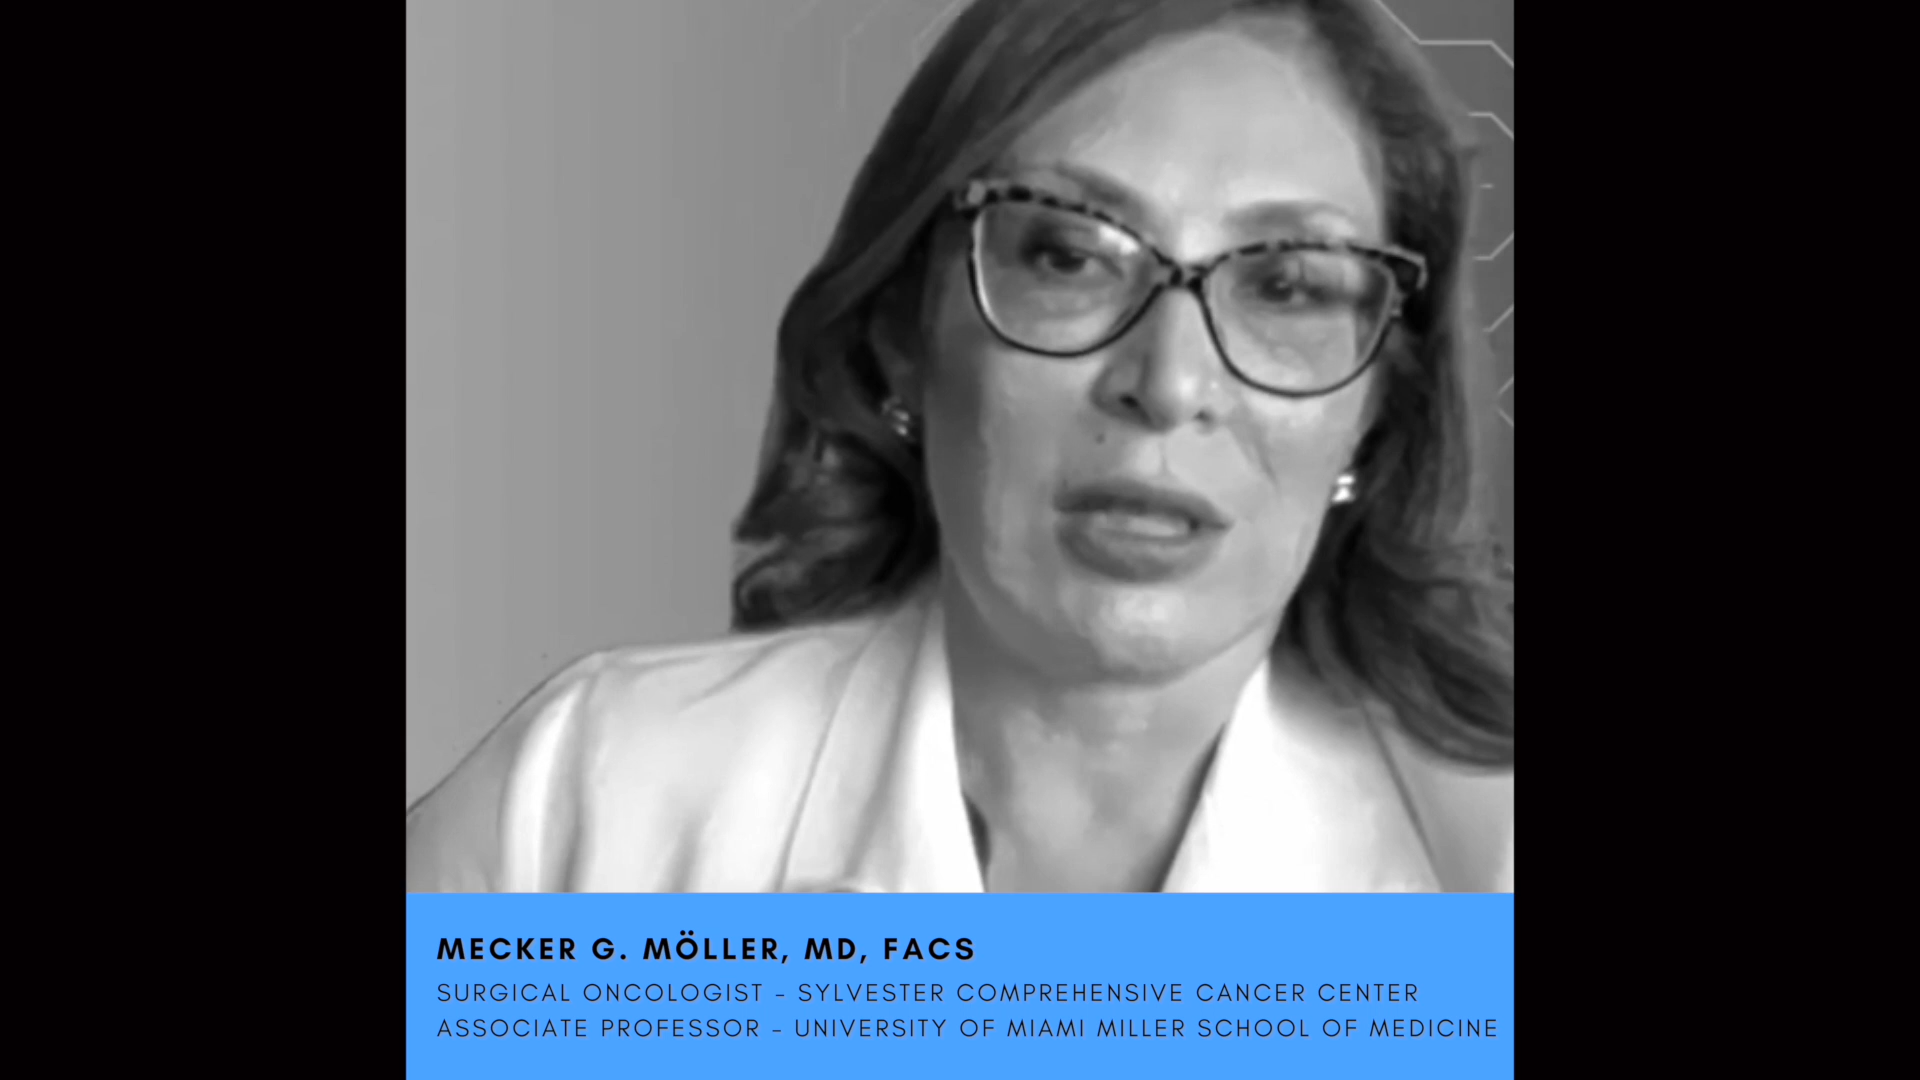 MECKER G. MÖLLER, MD, FACS
SURGICAL ONCOLOGIST – SYLVESTER COMPREHENSIVE CANCER CENTER
ASSOCIATE PROFESSOR – UNIVERSITY OF MIAMI MILLER SCHOOL OF MEDICINE